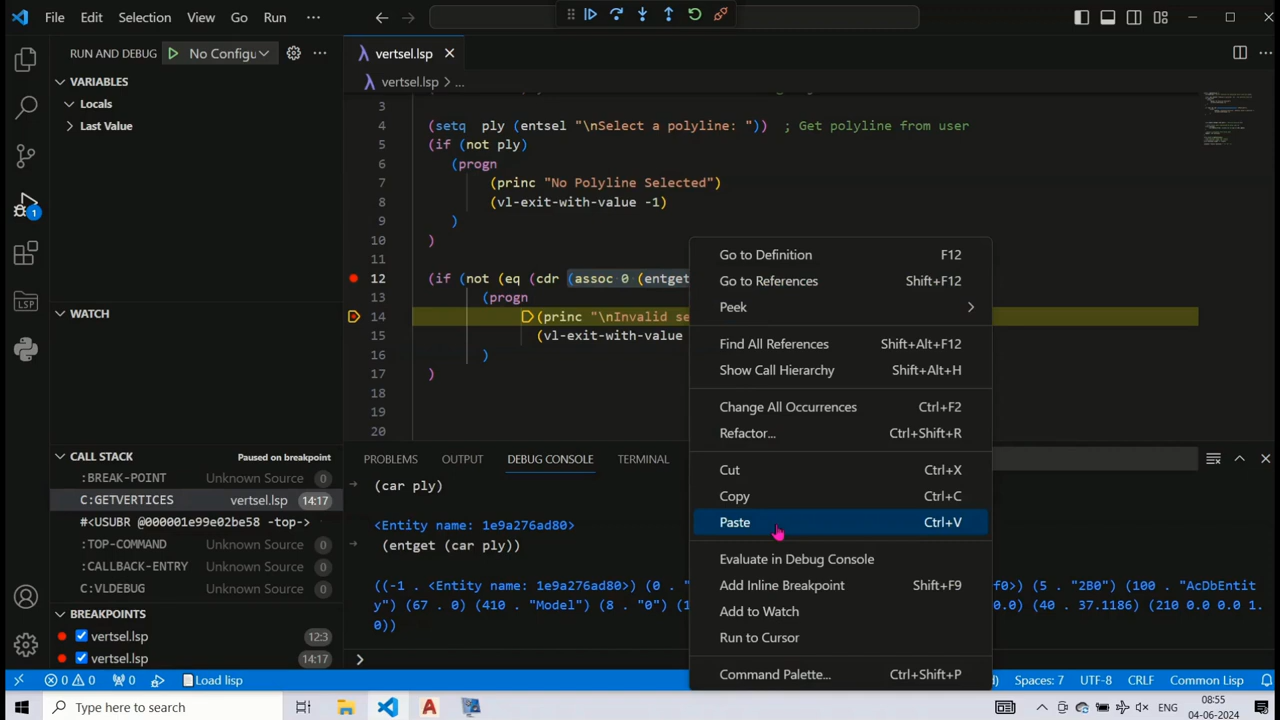 File Edit Selection View Go Run ···
RUN AND DEBUG No Configu
vertsel.lsp
vertsel.lsp > ...
VARIABLES
Locals
Last Value
WATCH
CALL STACK Paused on breakpoint
:BREAK-POINT Unknown Source 0
C:GETVERTICES vertsel.lsp 14:17
#<USUBR @000001e99e02be58 -top->
:TOP-COMMAND Unknown Source 0
:CALLBACK-ENTRY Unknown Source 0
C:VLDEBUG Unknown Source 0
BREAKPOINTS
vertsel.lsp 12:3
vertsel.lsp 14:17
1
LSP
3
4 (setq ply (entsel "\nSelect a polyline: ")) ; Get polyline from user
5 (if (not ply)
6 (progn
7 (princ "No Polyline Selected")
8 (vl-exit-with-value -1)
9 )
10 )
11
12 (if (not (eq (cdr (assoc 0 (entget
13 (progn
14 (princ "\nInvalid se
15 (vl-exit-with-value
16 )
17 )
18
19
20
Go to Definition F12
Go to References Shift+F12
Peek
Find All References Shift+Alt+F12
Show Call Hierarchy Shift+Alt+H
Change All Occurrences Ctrl+F2
Refactor... Ctrl+Shift+R
Cut Ctrl+X
Copy Ctrl+C
Paste Ctrl+V
Evaluate in Debug Console
Add Inline Breakpoint Shift+F9
Add to Watch
Run to Cursor
Command Palette... Ctrl+Shift+P
PROBLEMS OUTPUT DEBUG CONSOLE TERMINAL
(car ply)
<Entity name: 1e9a276ad80>
(entget (car ply))
((-1 . <Entity name: 1e9a276ad80>) (0 . " f0>) (5 . "2B0") (100 . "AcDbEntit
y") (67 . 0) (410 . "Model") (8 . "0") (1 (40 . 37.1186) (210 0.0 0.0 1.
0))
0 0 0 Load lisp Spaces: 7 UTF-8 CRLF Common Lisp
Type here to search
ENG 08:55
04-06-2024